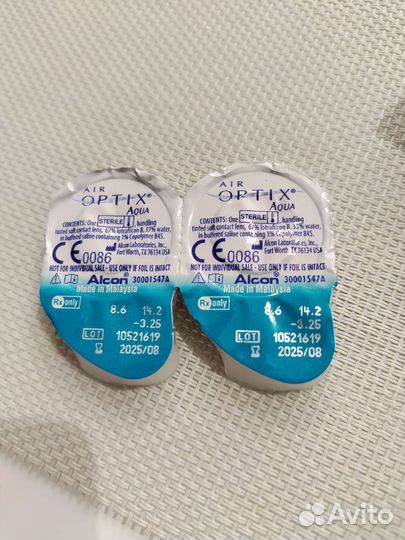 AIR
OPTIX®
AQUA
CONTENTS: One STERILE handling
tinted soft contact lens, 67% lotrafilcon B, 33% water,
in buffered saline containing 1% Copolymer 845.
Alcon Laboratories, Inc.
Fort Worth, TX 76134 USA
CE0086
NOT FOR INDIVIDUAL SALE - USE ONLY IF FOIL IS INTACT
Alcon® 30001547A
Made in Malaysia
Rx only
8.6 14.2
-3.25
LOT 10521619
2025/08
AIR
OPTIX®
AQUA
CONTENTS: One STERILE, handling
tinted soft contact lens, 67% lotrafilcon B, 33% water,
in buffered saline containing 1% Copolymer 845.
Alcon Laboratories, Inc.
Fort Worth, TX 76134 USA
CE0086
NOT FOR INDIVIDUAL SALE - USE ONLY IF FOIL IS INTACT
Alcon® 30001547A
Made in Malaysia
Rx only
8.6 14.2
-3.25
LOT 10521619
2025/08
Avito